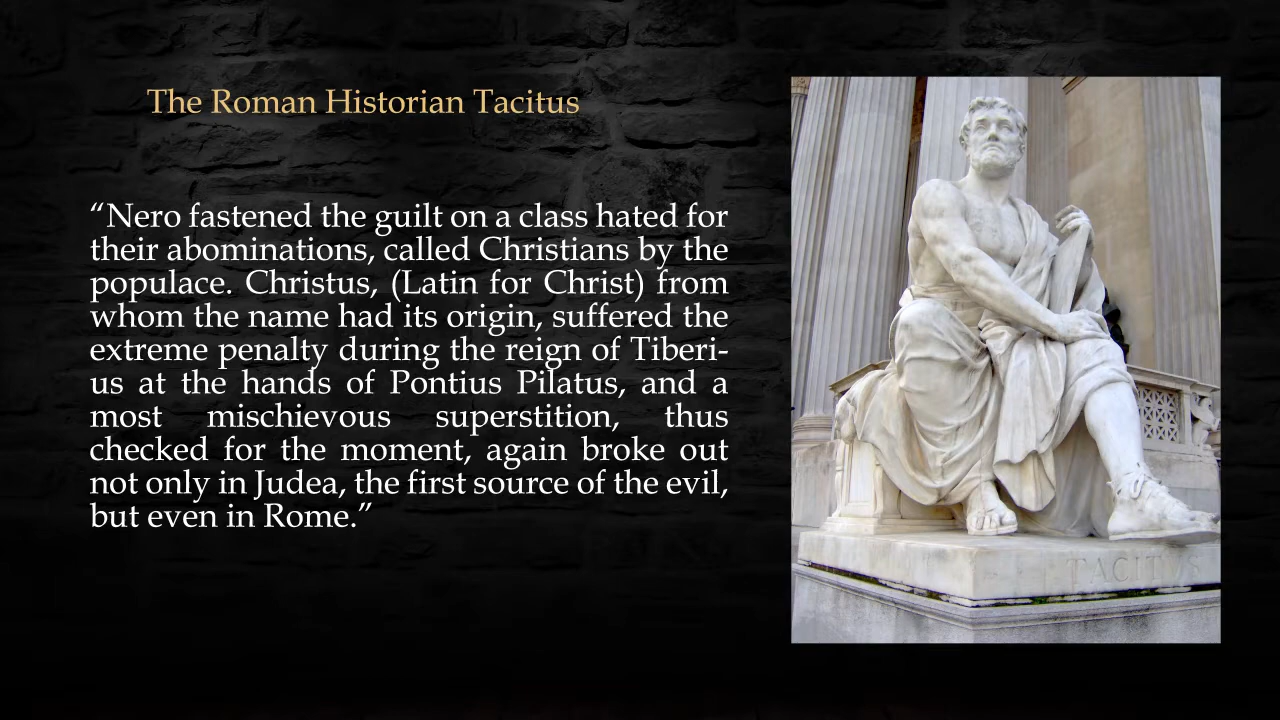 The Roman Historian Tacitus
“Nero fastened the guilt on a class hated for
their abominations, called Christians by the
populace. Christus, (Latin for Christ) from
whom the name had its origin, suffered the
extreme penalty during the reign of Tiberi-
us at the hands of Pontius Pilatus, and a
most mischievous superstition, thus
checked for the moment, again broke out
not only in Judea, the first source of the evil,
but even in Rome.”
TACITVS